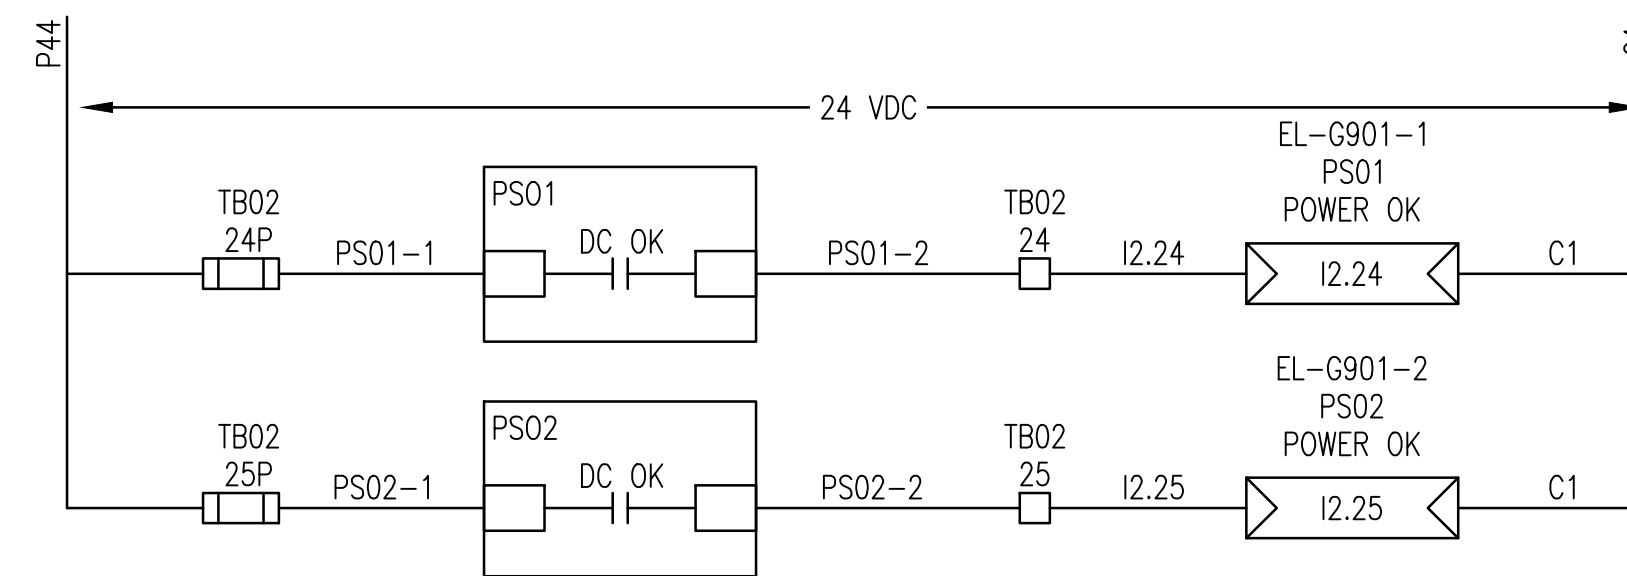 P44
24 VDC
EL-G901-1
PS01
POWER OK
TB02
24P
PS01-1
PS01
DC OK
PS01-2
TB02
24
I2.24
I2.24
C1
EL-G901-2
PS02
POWER OK
TB02
25P
PS02-1
PS02
DC OK
PS02-2
TB02
25
I2.25
I2.25
C1